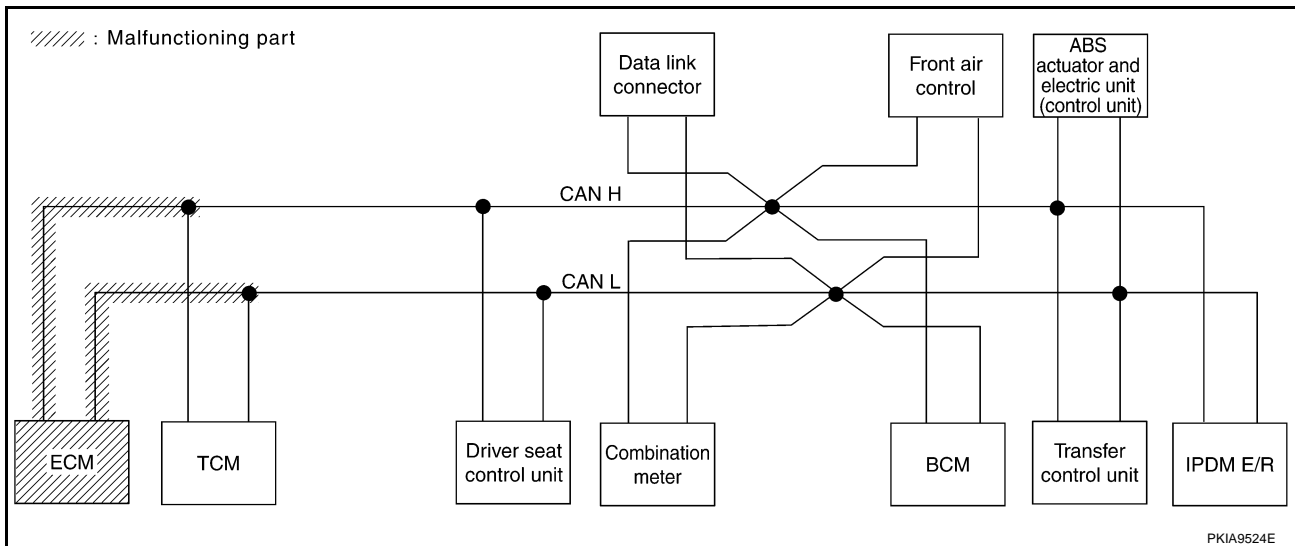 : Malfunctioning part
Data link
connector
Front air
control
ABS
actuator and
electric unit
(control unit)
CAN H
CAN L
ECM
TCM
Driver seat
control unit
Combination
meter
BCM
Transfer
control unit
IPDM E/R
PKIA9524E